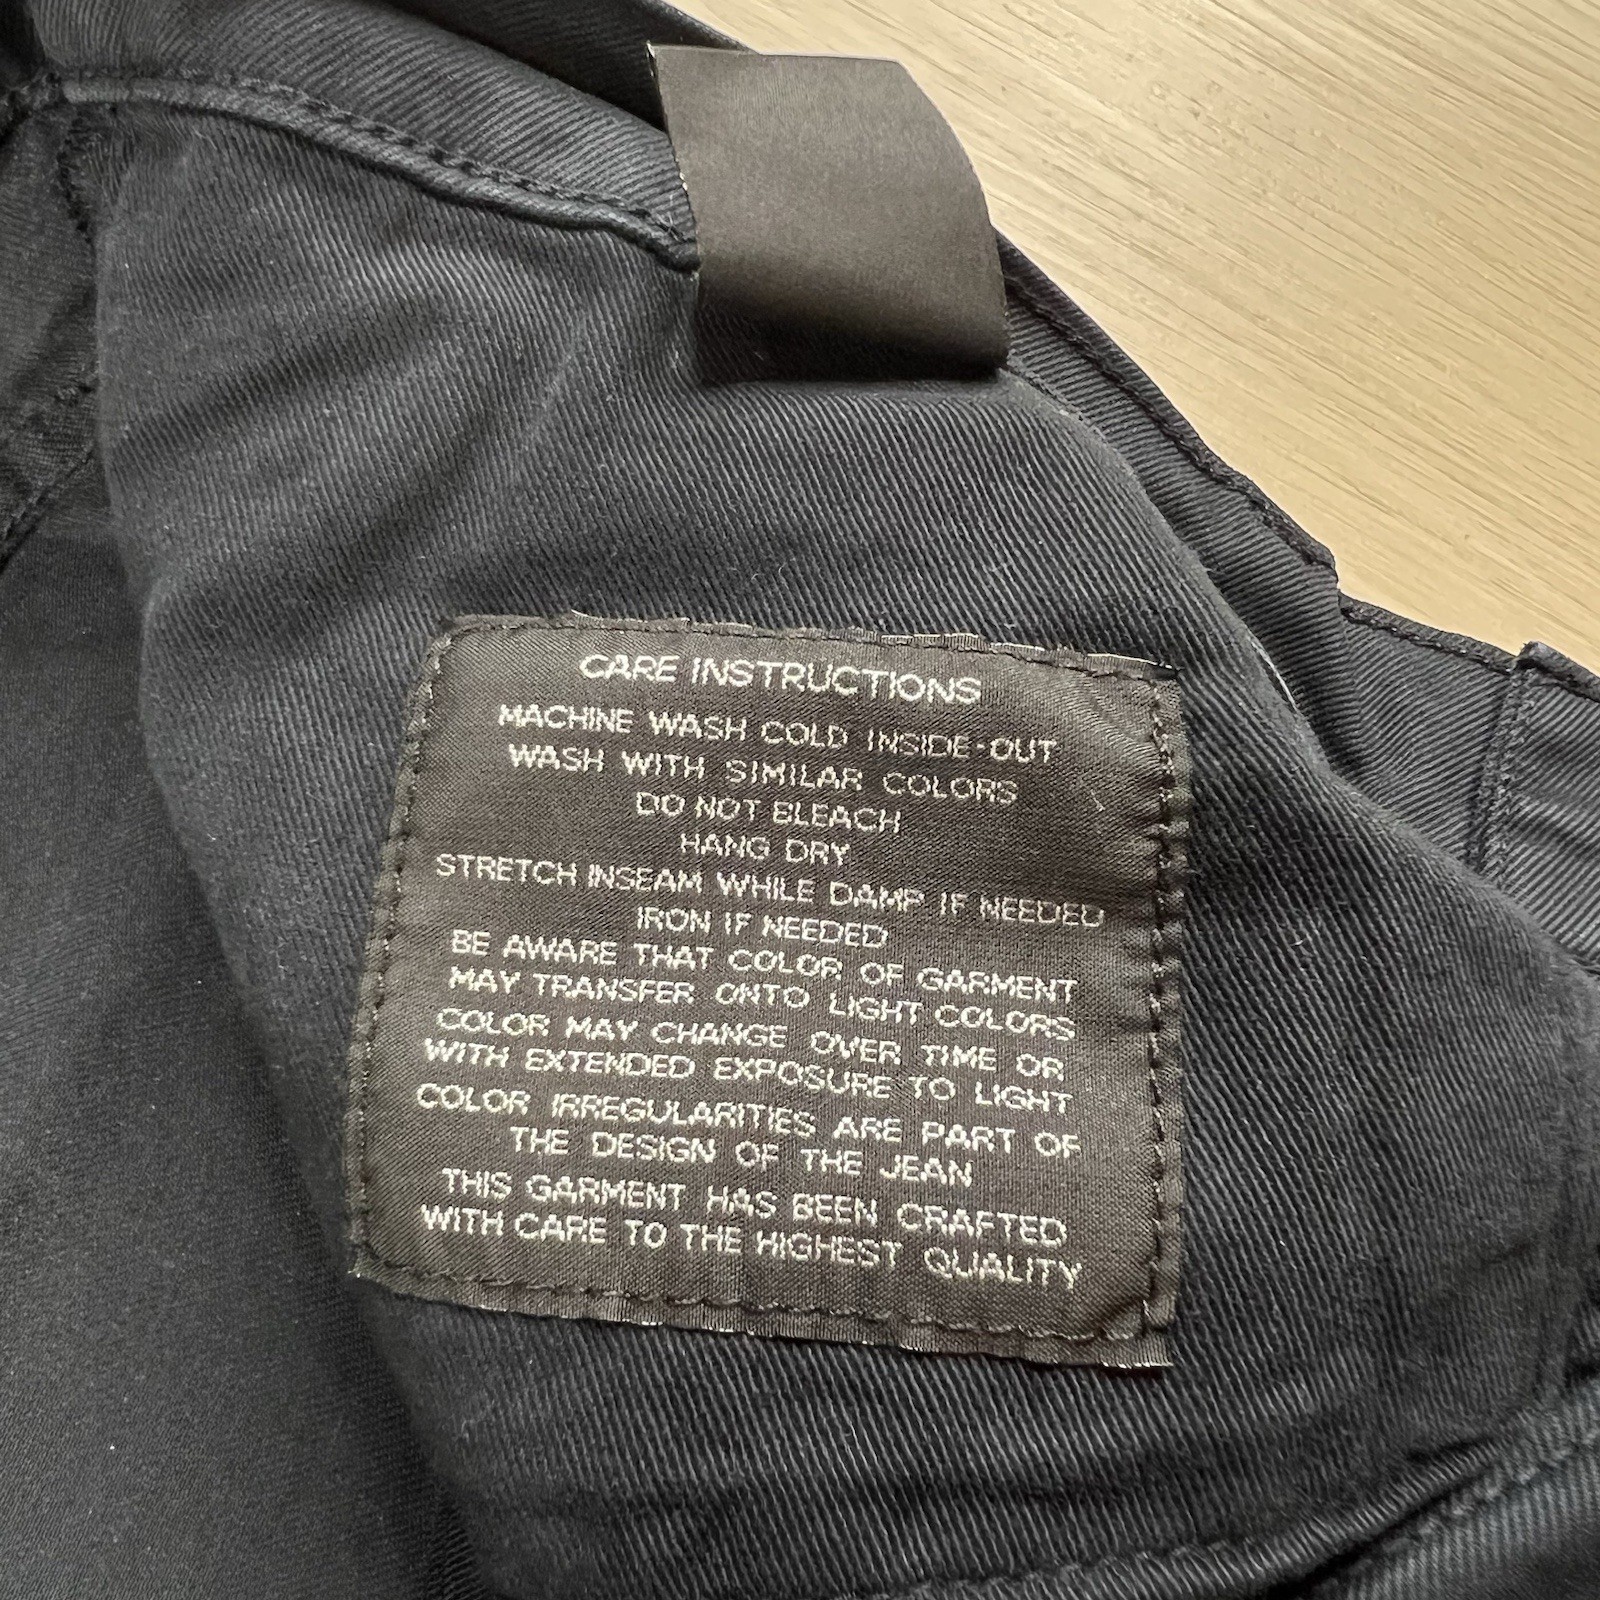 CARE INSTRUCTIONS
MACHINE WASH COLD INSIDE-OUT
WASH WITH SIMILAR COLORS
DO NOT BLEACH
HANG DRY
STRETCH INSEAM WHILE DAMP IF NEEDED
IRON IF NEEDED
BE AWARE THAT COLOR OF GARMENT
MAY TRANSFER ONTO LIGHT COLORS
COLOR MAY CHANGE OVER TIME OR
WITH EXTENDED EXPOSURE TO LIGHT
COLOR IRREGULARITIES ARE PART OF
THE DESIGN OF THE JEAN
THIS GARMENT HAS BEEN CRAFTED
WITH CARE TO THE HIGHEST QUALITY